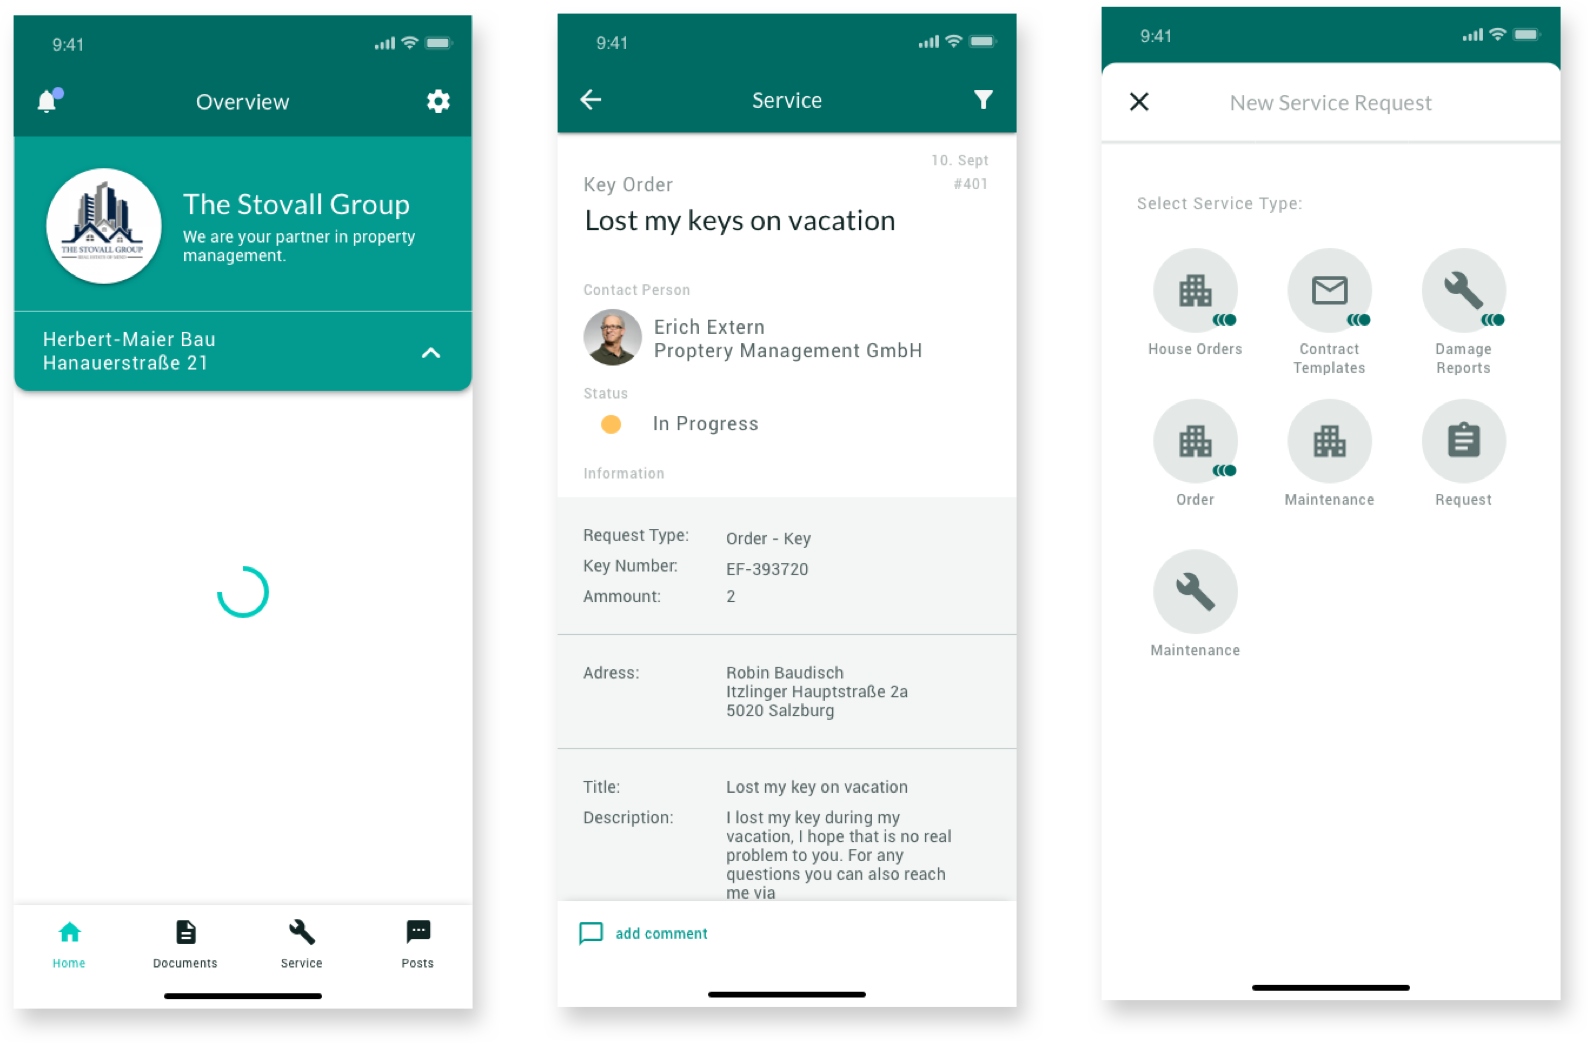 9:41
Overview
THE STOVALL GROUP
The Stovall Group
We are your partner in property
management.
Herbert-Maier Bau
Hanauerstraße 21
Home
Documents
Service
Posts
9:41
Service
10. Sept
#401
Key Order
Lost my keys on vacation
Contact Person
Erich Extern
Proptery Management GmbH
Status
In Progress
Information
Request Type:
Order - Key
Key Number:
EF-393720
Ammount:
2
Adress:
Robin Baudisch
Itzlinger Hauptstraße 2a
5020 Salzburg
Title:
Lost my key on vacation
Description:
I lost my key during my
vacation, I hope that is no real
problem to you. For any
questions you can also reach
me via
add comment
9:41
New Service Request
Select Service Type:
House Orders
Contract
Templates
Damage
Reports
Order
Maintenance
Request
Maintenance